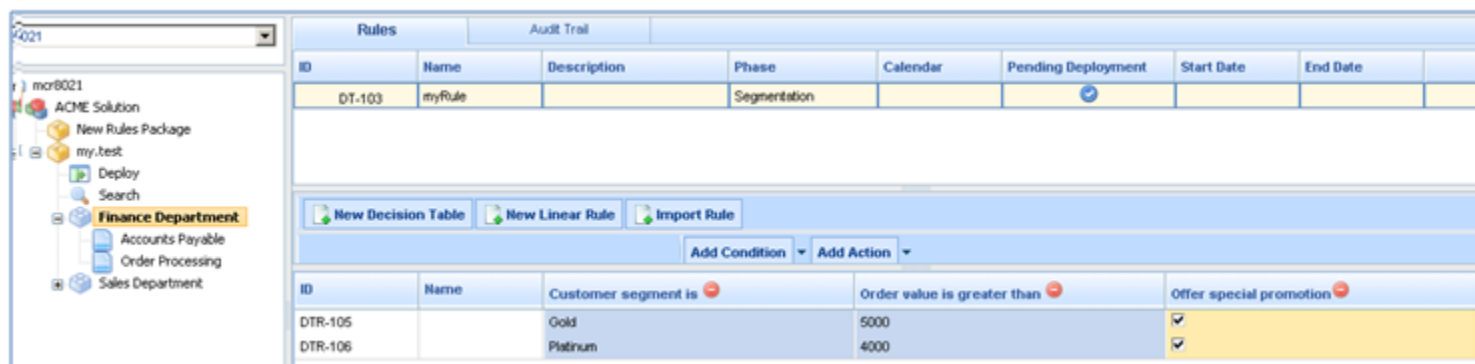 Rules Audit Trail
ID Name Description Phase Calendar Pending Deployment Start Date End Date
DT-103 myRule Segmentation
mcr8021
ACME Solution
New Rules Package
my.test
Deploy
Search
Finance Department
Accounts Payable
Order Processing
Sales Department
New Decision Table New Linear Rule Import Rule
Add Condition Add Action
ID Name Customer segment is Order value is greater than Offer special promotion
DTR-105 Gold 5000
DTR-106 Platinum 4000